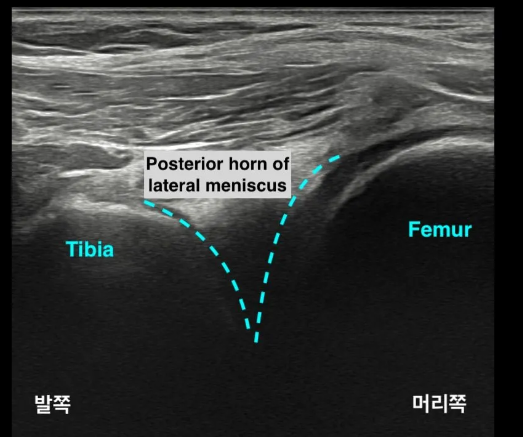 Posterior horn of
lateral meniscus
Femur
Tibia
발쪽
머리쪽